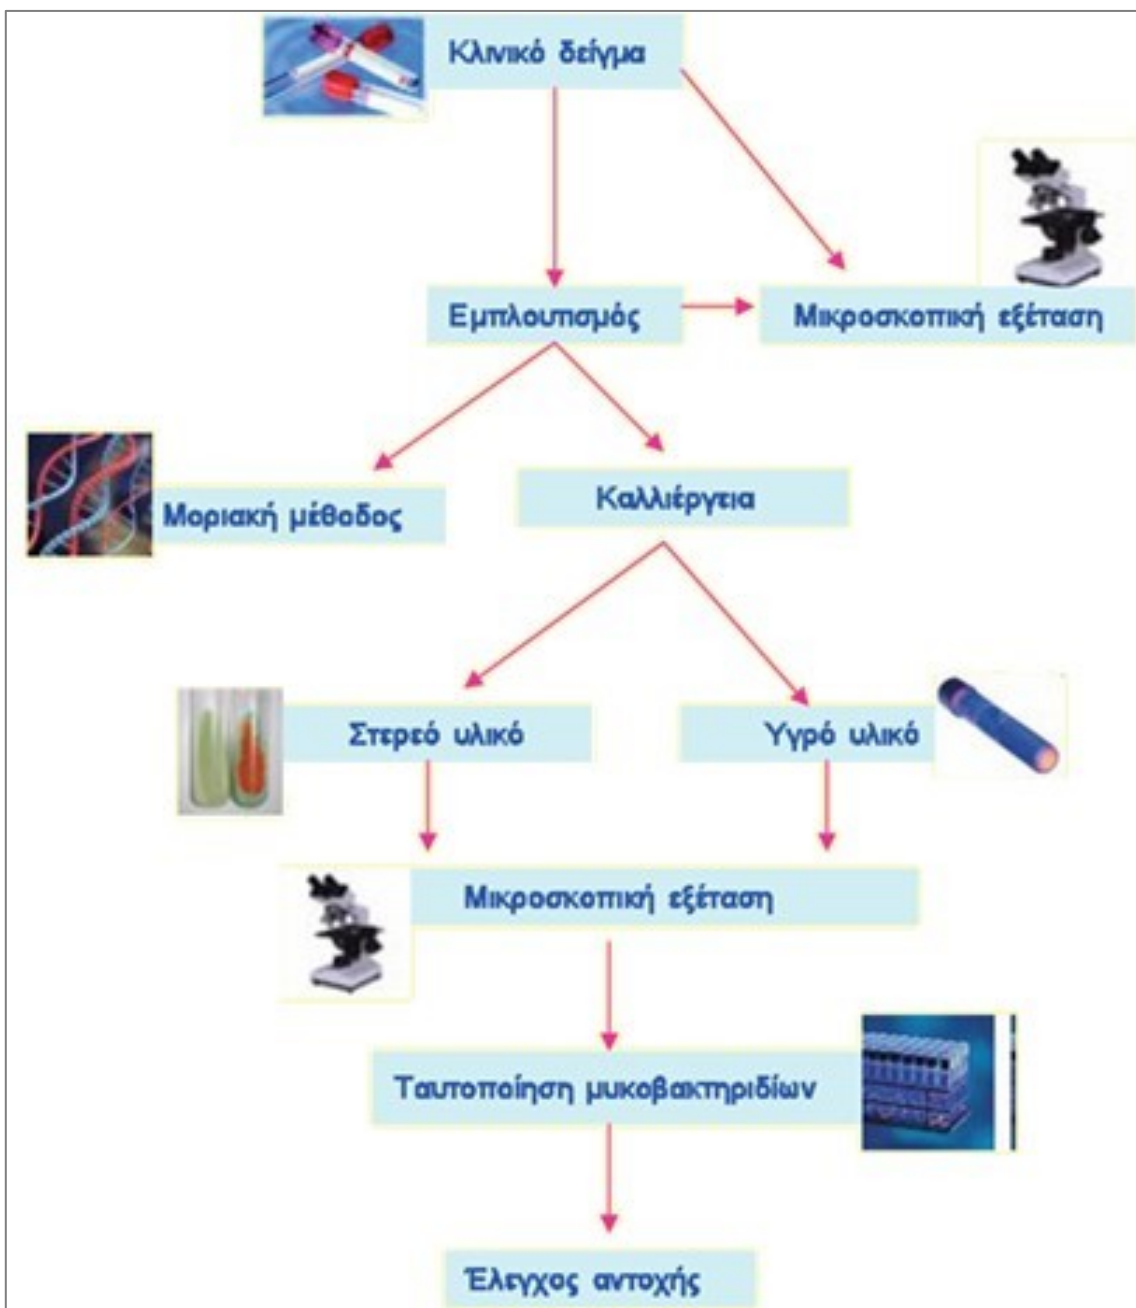 Κλινικό δείγμα
Εμπλουτισμός
Μικροσκοπική εξέταση
Μοριακή μέθοδος
Καλλιέργεια
Στερεό υλικό
Υγρό υλικό
Μικροσκοπική εξέταση
Ταυτοποίηση μυκοβακτηριδίων
Έλεγχος αντοχής